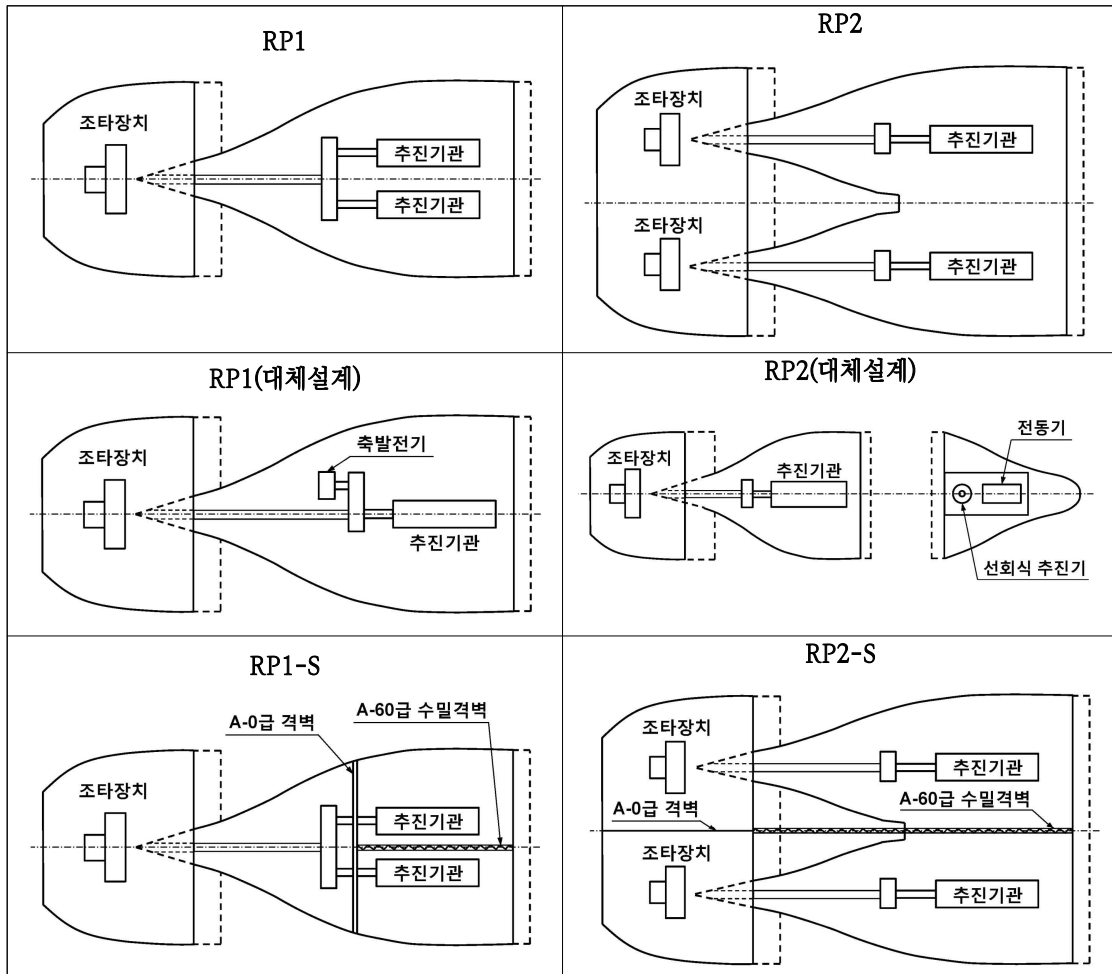 RP1
조타장치
추진기관
추진기관
RP2
조타장치
추진기관
조타장치
추진기관
RP1(대체설계)
축발전기
조타장치
추진기관
RP2(대체설계)
전동기
조타장치
추진기관
선회식 추진기
RP1-S
A-60급 수밀격벽
A-0급 격벽
조타장치
추진기관
추진기관
RP2-S
조타장치
추진기관
A-60급 수밀격벽
A-0급 격벽
조타장치
추진기관